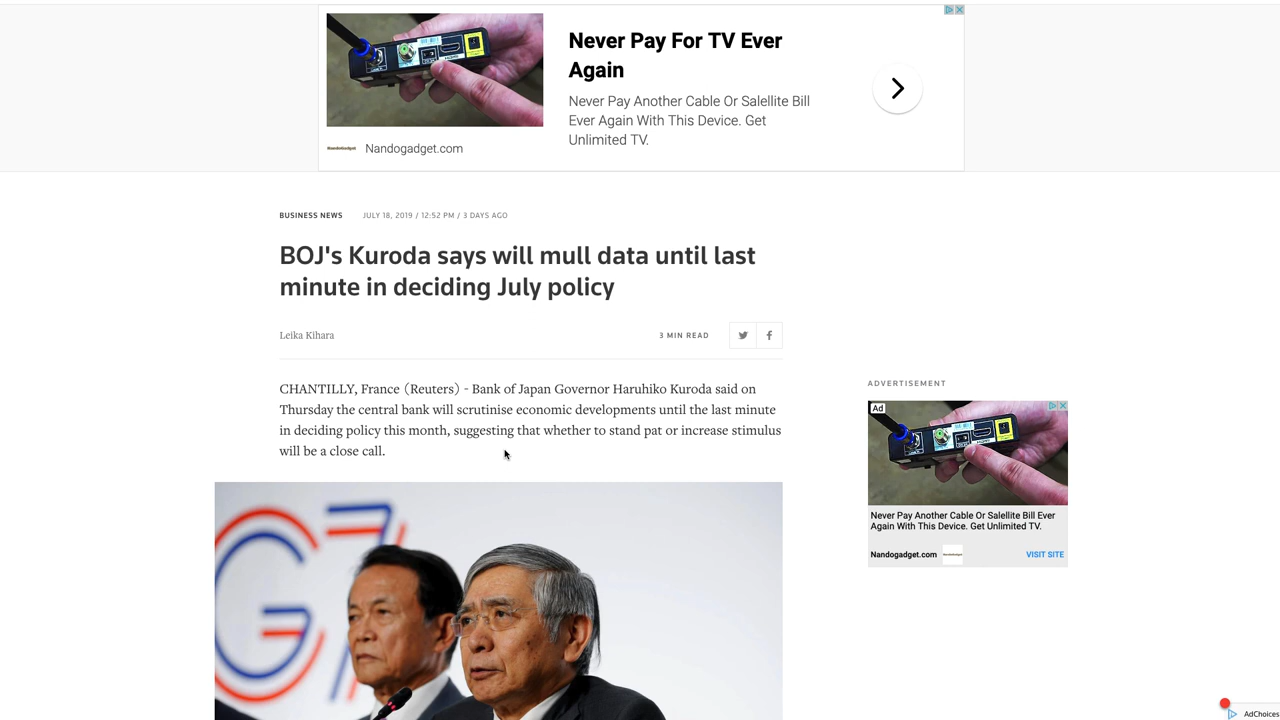 Never Pay For TV Ever
Again
Never Pay Another Cable Or Salellite Bill
Ever Again With This Device. Get
Unlimited TV.
Nandogadget.com
BUSINESS NEWS JULY 18, 2019 / 12:52 PM / 3 DAYS AGO
BOJ's Kuroda says will mull data until last
minute in deciding July policy
Leika Kihara
3 MIN READ
CHANTILLY, France (Reuters) - Bank of Japan Governor Haruhiko Kuroda said on
Thursday the central bank will scrutinise economic developments until the last minute
in deciding policy this month, suggesting that whether to stand pat or increase stimulus
will be a close call.
G7
ADVERTISEMENT
Ad
Never Pay Another Cable Or Salellite Bill Ever
Again With This Device. Get Unlimited TV.
Nandogadget.com
VISIT SITE
AdChoices